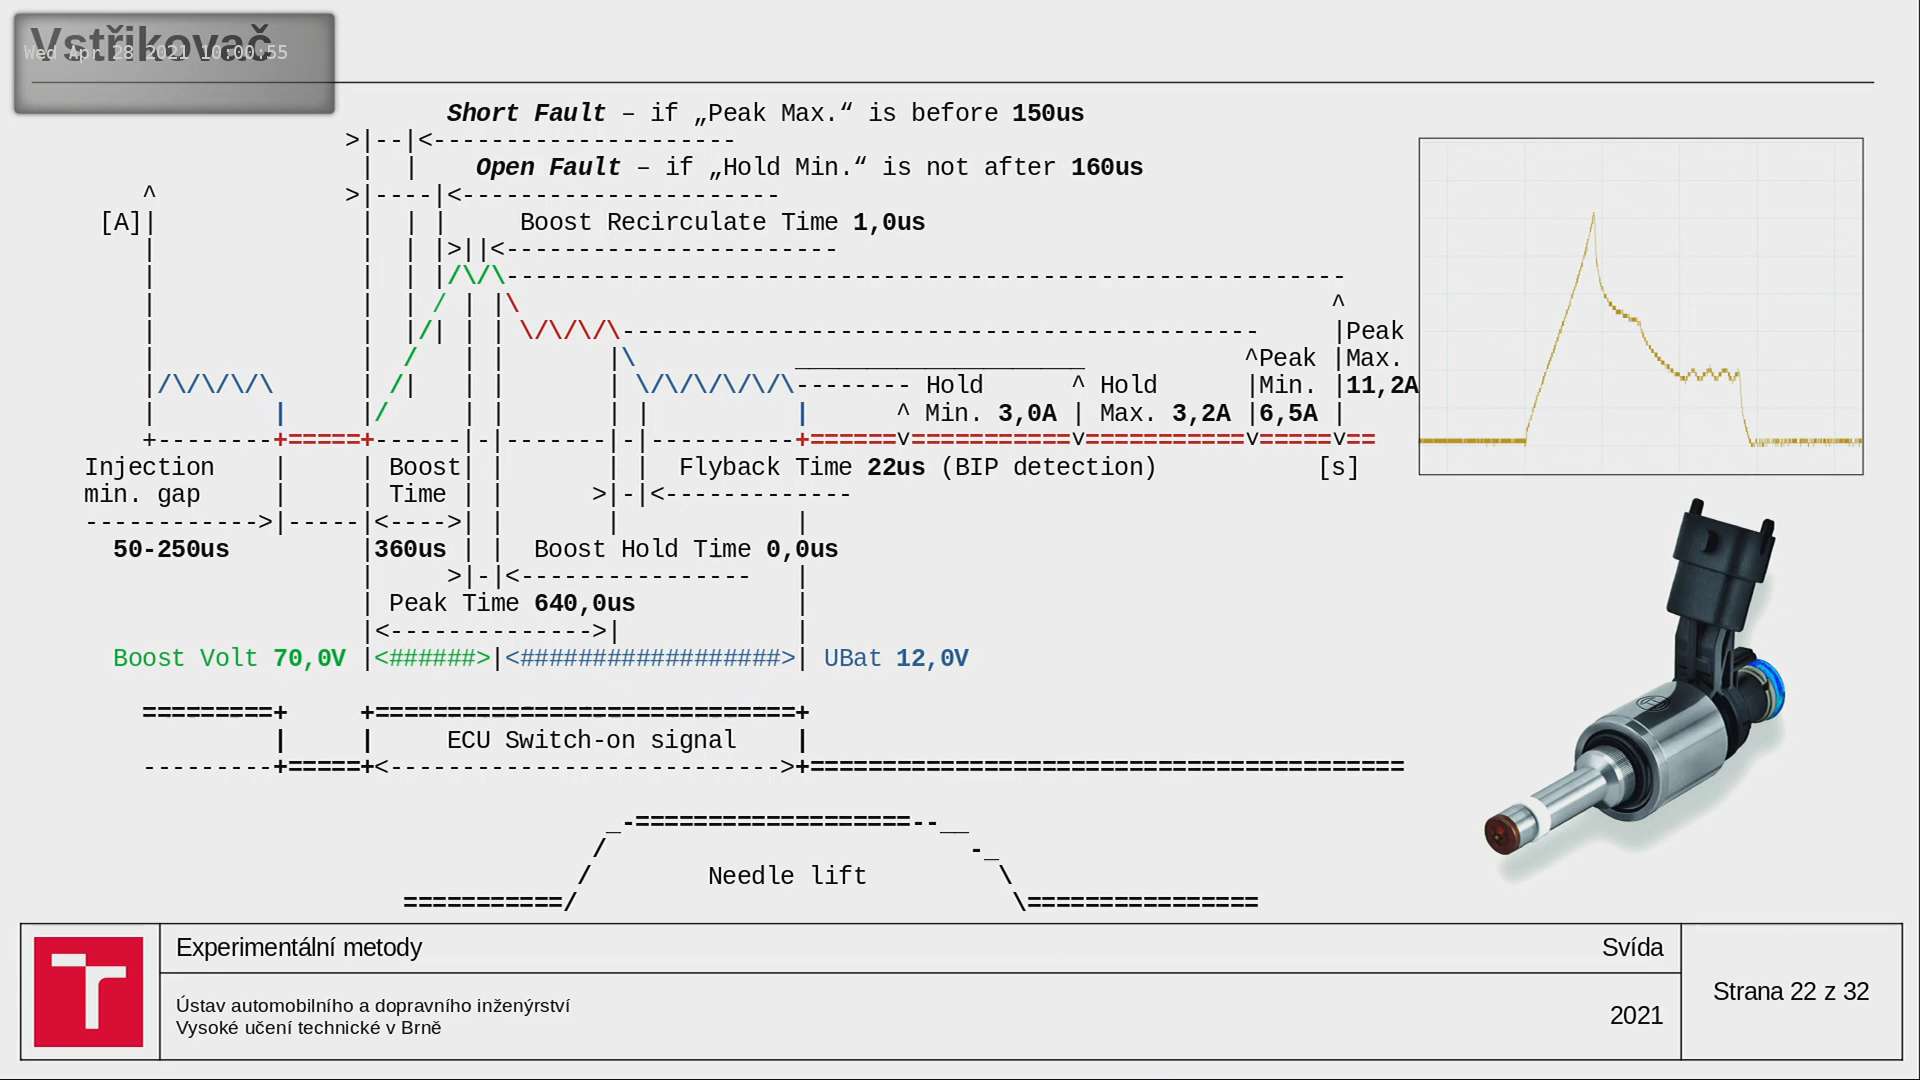 Vstřikovač
Wed Apr 28 2021 10:00:55
Short Fault – if „Peak Max.“ is before 150us
Open Fault – if „Hold Min.“ is not after 160us
[A]
Boost Recirculate Time 1,0us
Peak
Peak Max.
Hold Hold Min. 11,2A
Min. 3,0A Max. 3,2A 6,5A
Injection Boost Flyback Time 22us (BIP detection) [s]
min. gap Time
50-250us 360us Boost Hold Time 0,0us
Peak Time 640,0us
Boost Volt 70,0V <######>|<##################>| UBat 12,0V
ECU Switch-on signal
Needle lift
Experimentální metody Svída
Ústav automobilního a dopravního inženýrství
Vysoké učení technické v Brně
2021
Strana 22 z 32